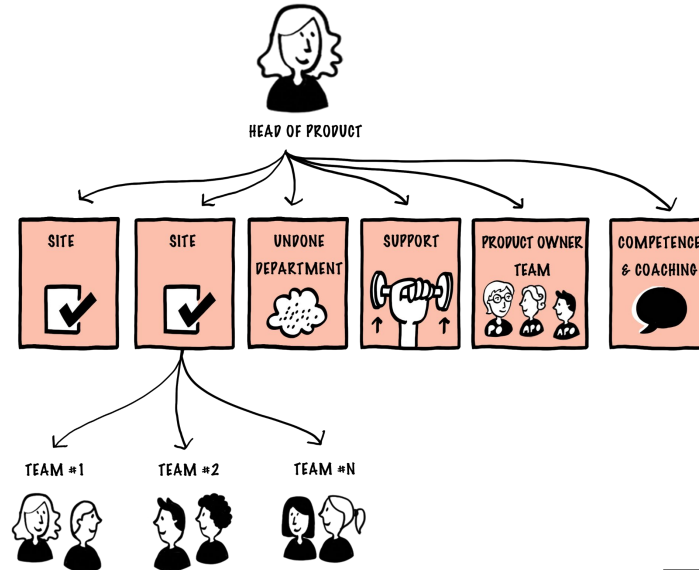 HEAD OF PRODUCT
SITE
SITE
UNDONE
DEPARTMENT
SUPPORT
PRODUCT OWNER
TEAM
COMPETENCE
& COACHING
TEAM #1
TEAM #2
TEAM #N